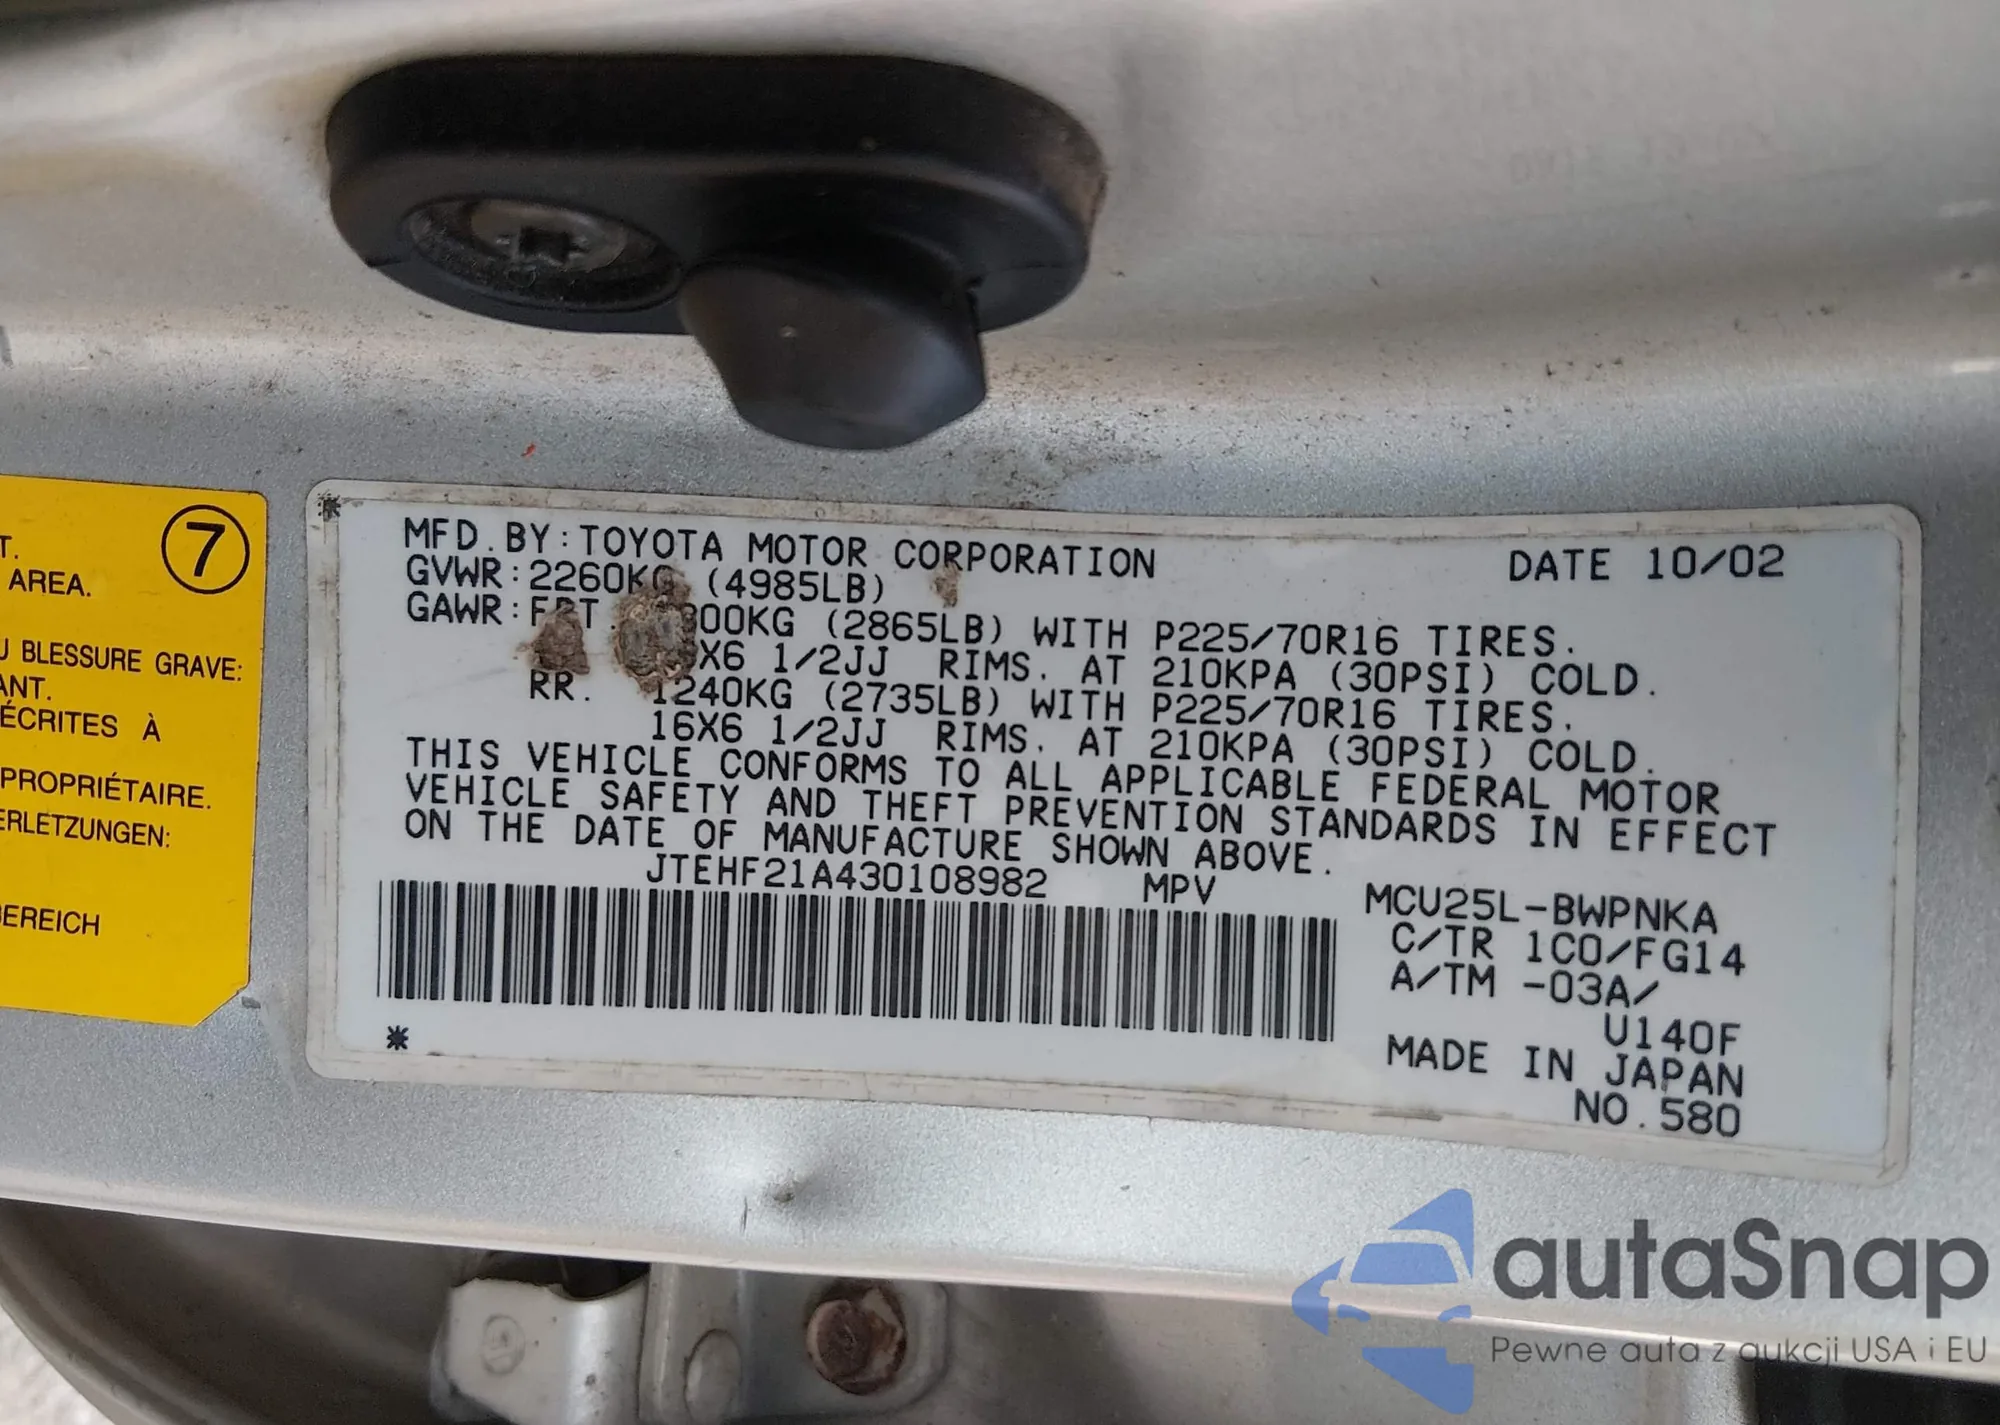 T.
AREA.
7
U BLESSURE GRAVE:
ANT.
ÉCRITES À
PROPRIÉTAIRE.
ERLETZUNGEN:
BEREICH
MFD.BY:TOYOTA MOTOR CORPORATION DATE 10/02
GVWR:2260KG (4985LB)
GAWR:FRT. 300KG (2865LB) WITH P225/70R16 TIRES.
X6 1/2JJ RIMS. AT 210KPA (30PSI) COLD.
RR. 1240KG (2735LB) WITH P225/70R16 TIRES.
16X6 1/2JJ RIMS. AT 210KPA (30PSI) COLD.
THIS VEHICLE CONFORMS TO ALL APPLICABLE FEDERAL MOTOR
VEHICLE SAFETY AND THEFT PREVENTION STANDARDS IN EFFECT
ON THE DATE OF MANUFACTURE SHOWN ABOVE.
JTEHF21A430108982 MPV MCU25L-BWPNKA
C/TR 1C0/FG14
A/TM -03A/
U140F
MADE IN JAPAN
NO.580
autaSnap
Pewne auta z aukcji USA i EU